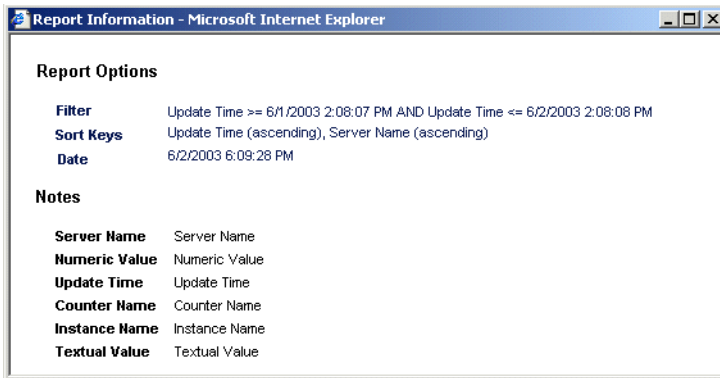 Report Information - Microsoft Internet Explorer
Report Options
Filter Update Time >= 6/1/2003 2:08:07 PM AND Update Time <= 6/2/2003 2:08:08 PM
Sort Keys Update Time (ascending), Server Name (ascending)
Date 6/2/2003 6:09:28 PM
Notes
Server Name Server Name
Numeric Value Numeric Value
Update Time Update Time
Counter Name Counter Name
Instance Name Instance Name
Textual Value Textual Value